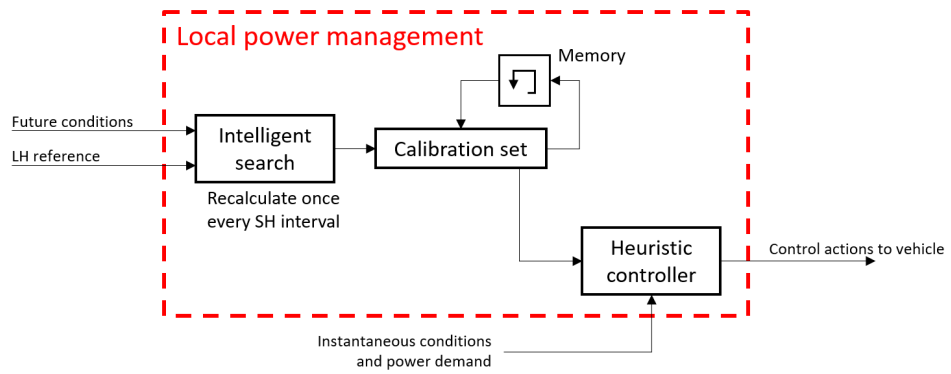 Local power management
Memory
Future conditions
LH reference
Intelligent
search
Calibration set
Recalculate once
every SH interval
Heuristic
controller
Control actions to vehicle
Instantaneous conditions
and power demand